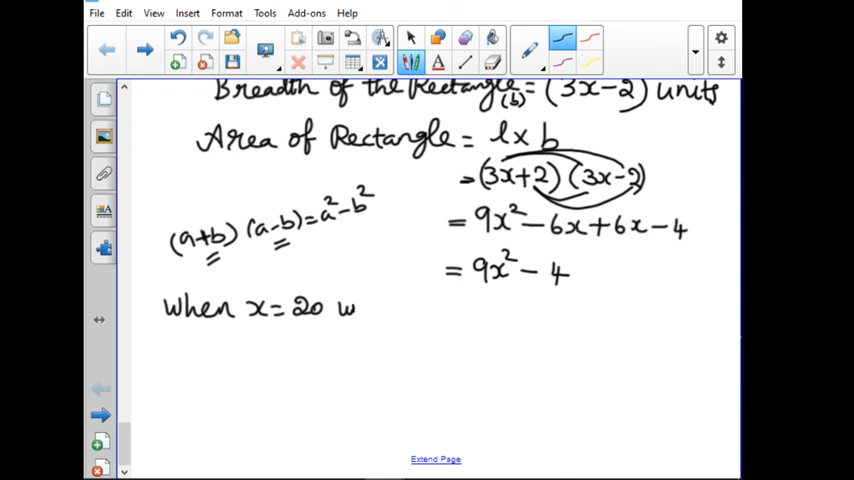 File Edit View Insert Format Tools Add-ons Help
Breadth of the Rectangle (b) = (3x-2) units
Area of Rectangle = l x b
= (3x+2) (3x-2)
(a+b) (a-b) = a² - b²
= 9x² - 6x + 6x - 4
= 9x² - 4
When x = 20 w
Extend Page